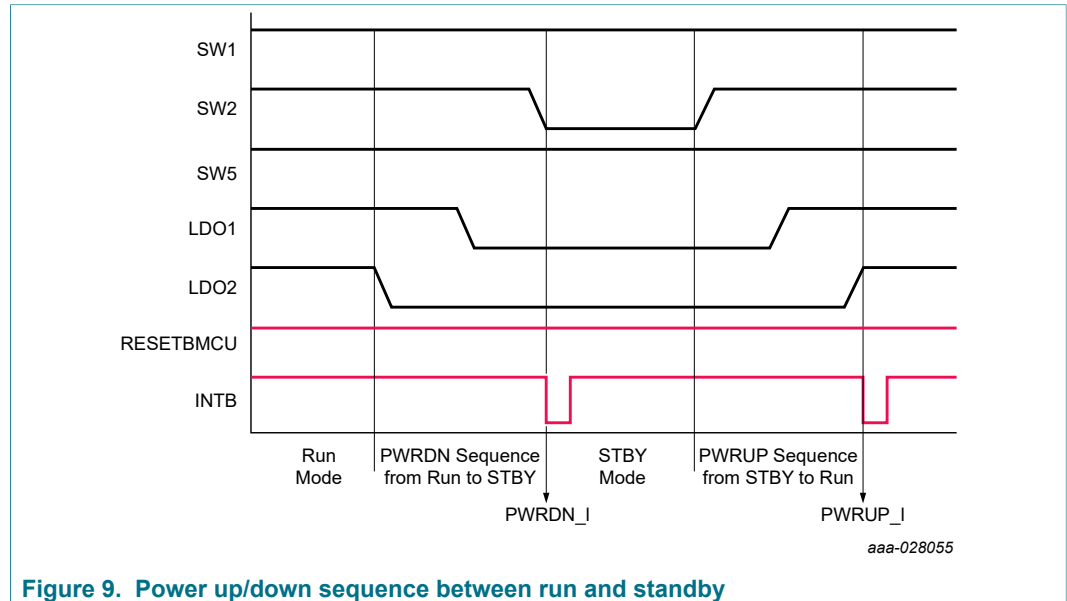 SW1
SW2
SW5
LDO1
LDO2
RESETBMCU
INTB
Run
Mode
PWRDN Sequence
from Run to STBY
STBY
Mode
PWRUP Sequence
from STBY to Run
PWRDN_I
PWRUP_I
aaa-028055
Figure 9. Power up/down sequence between run and standby